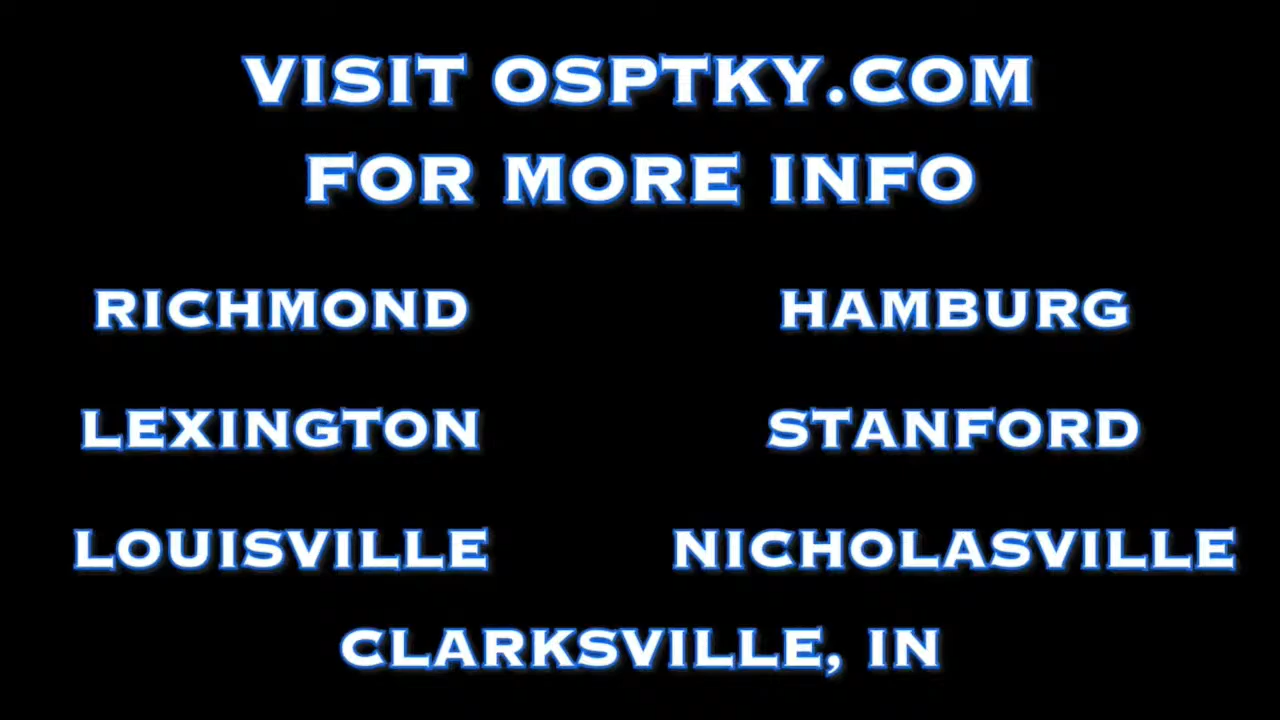 VISIT OSPTKY.COM
FOR MORE INFO
RICHMOND HAMBURG
LEXINGTON STANFORD
LOUISVILLE NICHOLASVILLE
CLARKSVILLE, IN